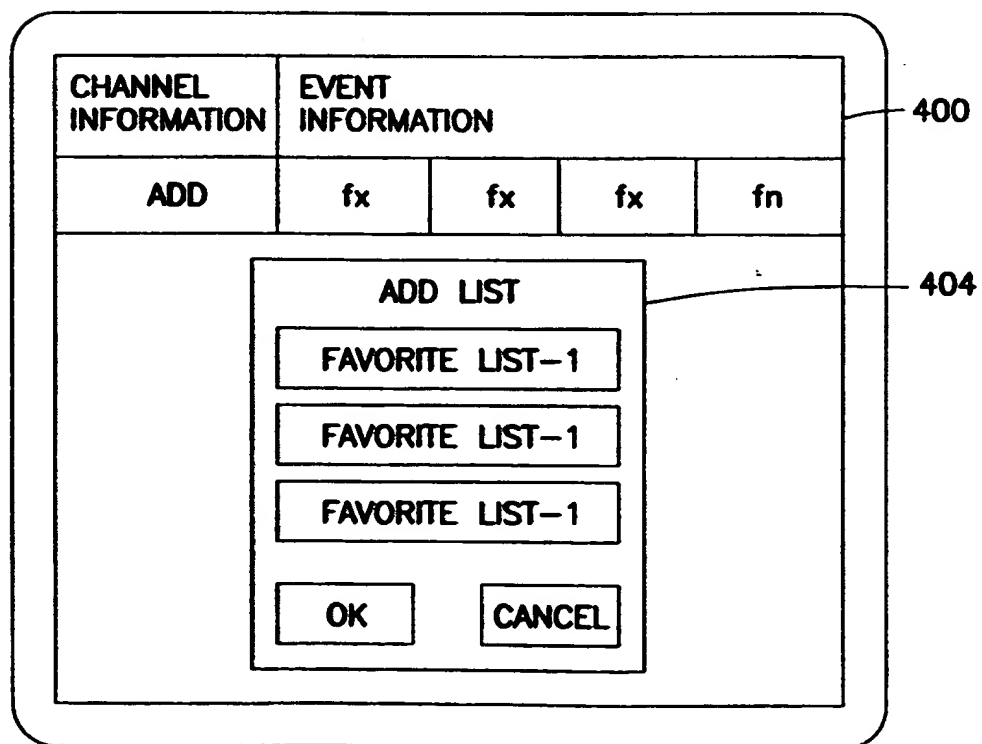 CHANNEL
INFORMATION
EVENT
INFORMATION
400
ADD fx fx fx fn
404
ADD LIST
FAVORITE LIST-1
FAVORITE LIST-1
FAVORITE LIST-1
OK CANCEL